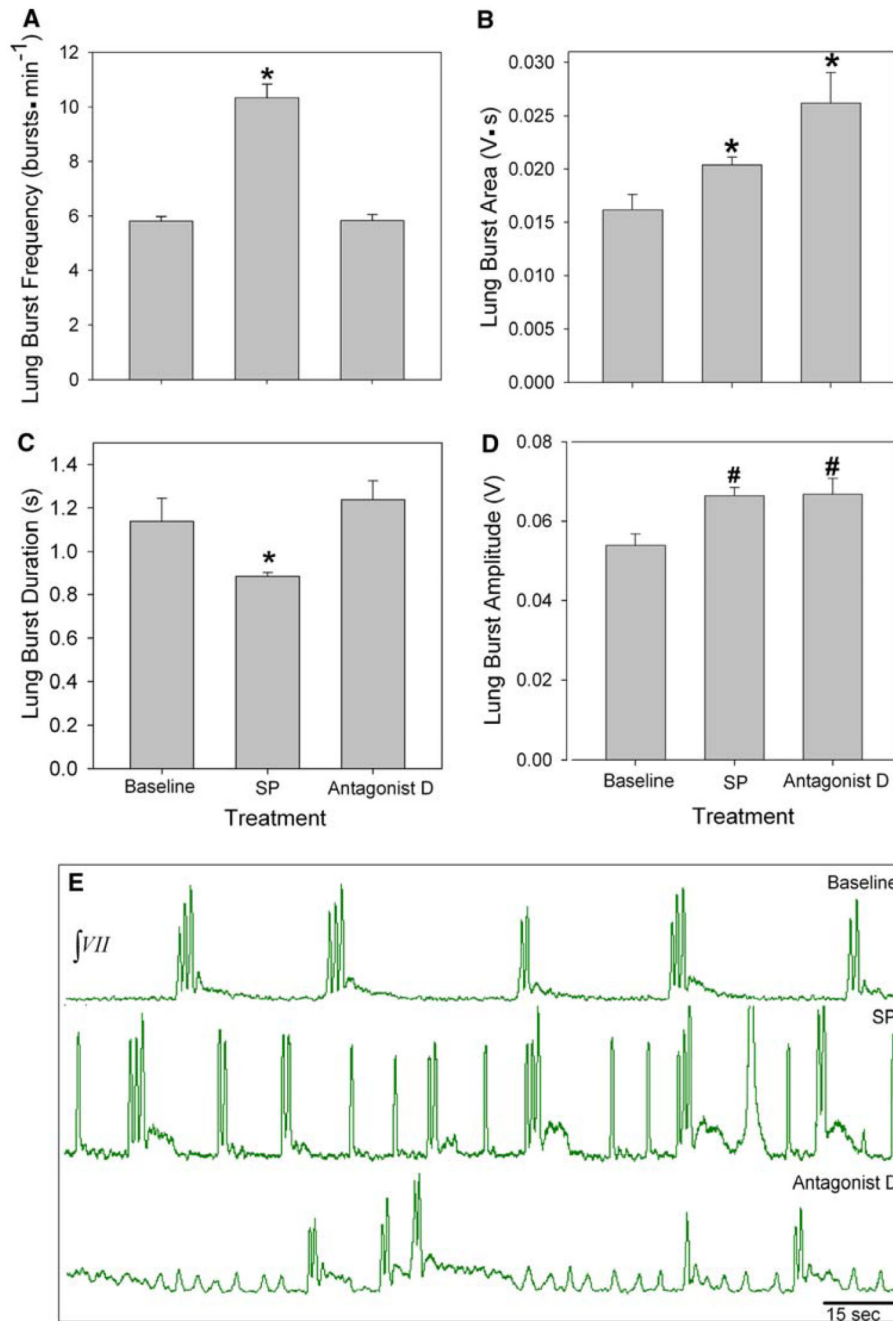 A
Lung Burst Frequency (bursts▪min⁻¹)
12
10
8
6
4
2
0
*
B
Lung Burst Area (V▪s)
0.030
0.025
0.020
0.015
0.010
0.005
0.000
*
*
C
Lung Burst Duration (s)
1.4
1.2
1.0
0.8
0.6
0.4
0.2
0.0
*
Baseline SP Antagonist D
Treatment
D
Lung Burst Amplitude (V)
0.08
0.06
0.04
0.02
0.00
#
#
Baseline SP Antagonist D
Treatment
E
Baseline
∫VII
SP
Antagonist D
15 sec